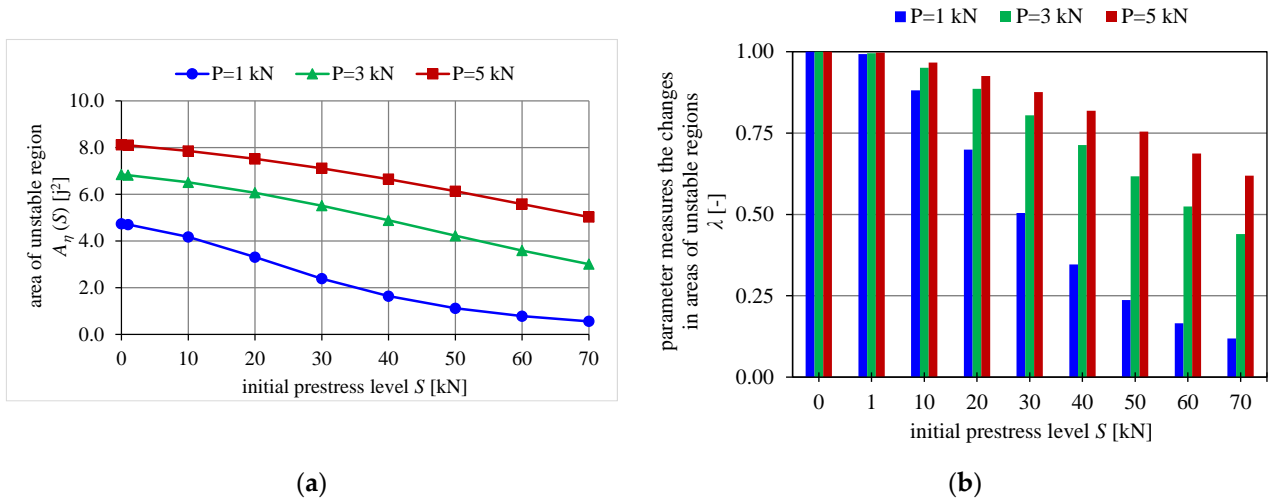 P=1 kN P=3 kN P=5 kN
area of unstable region
Aη (S) [j²]
10.0
8.0
6.0
4.0
2.0
0.0
0 10 20 30 40 50 60 70
initial prestress level S [kN]
(a)
P=1 kN P=3 kN P=5 kN
parameter measures the changes
in areas of unstable regions
λ [-]
1.00
0.75
0.50
0.25
0.00
0 1 10 20 30 40 50 60 70
initial prestress level S [kN]
(b)